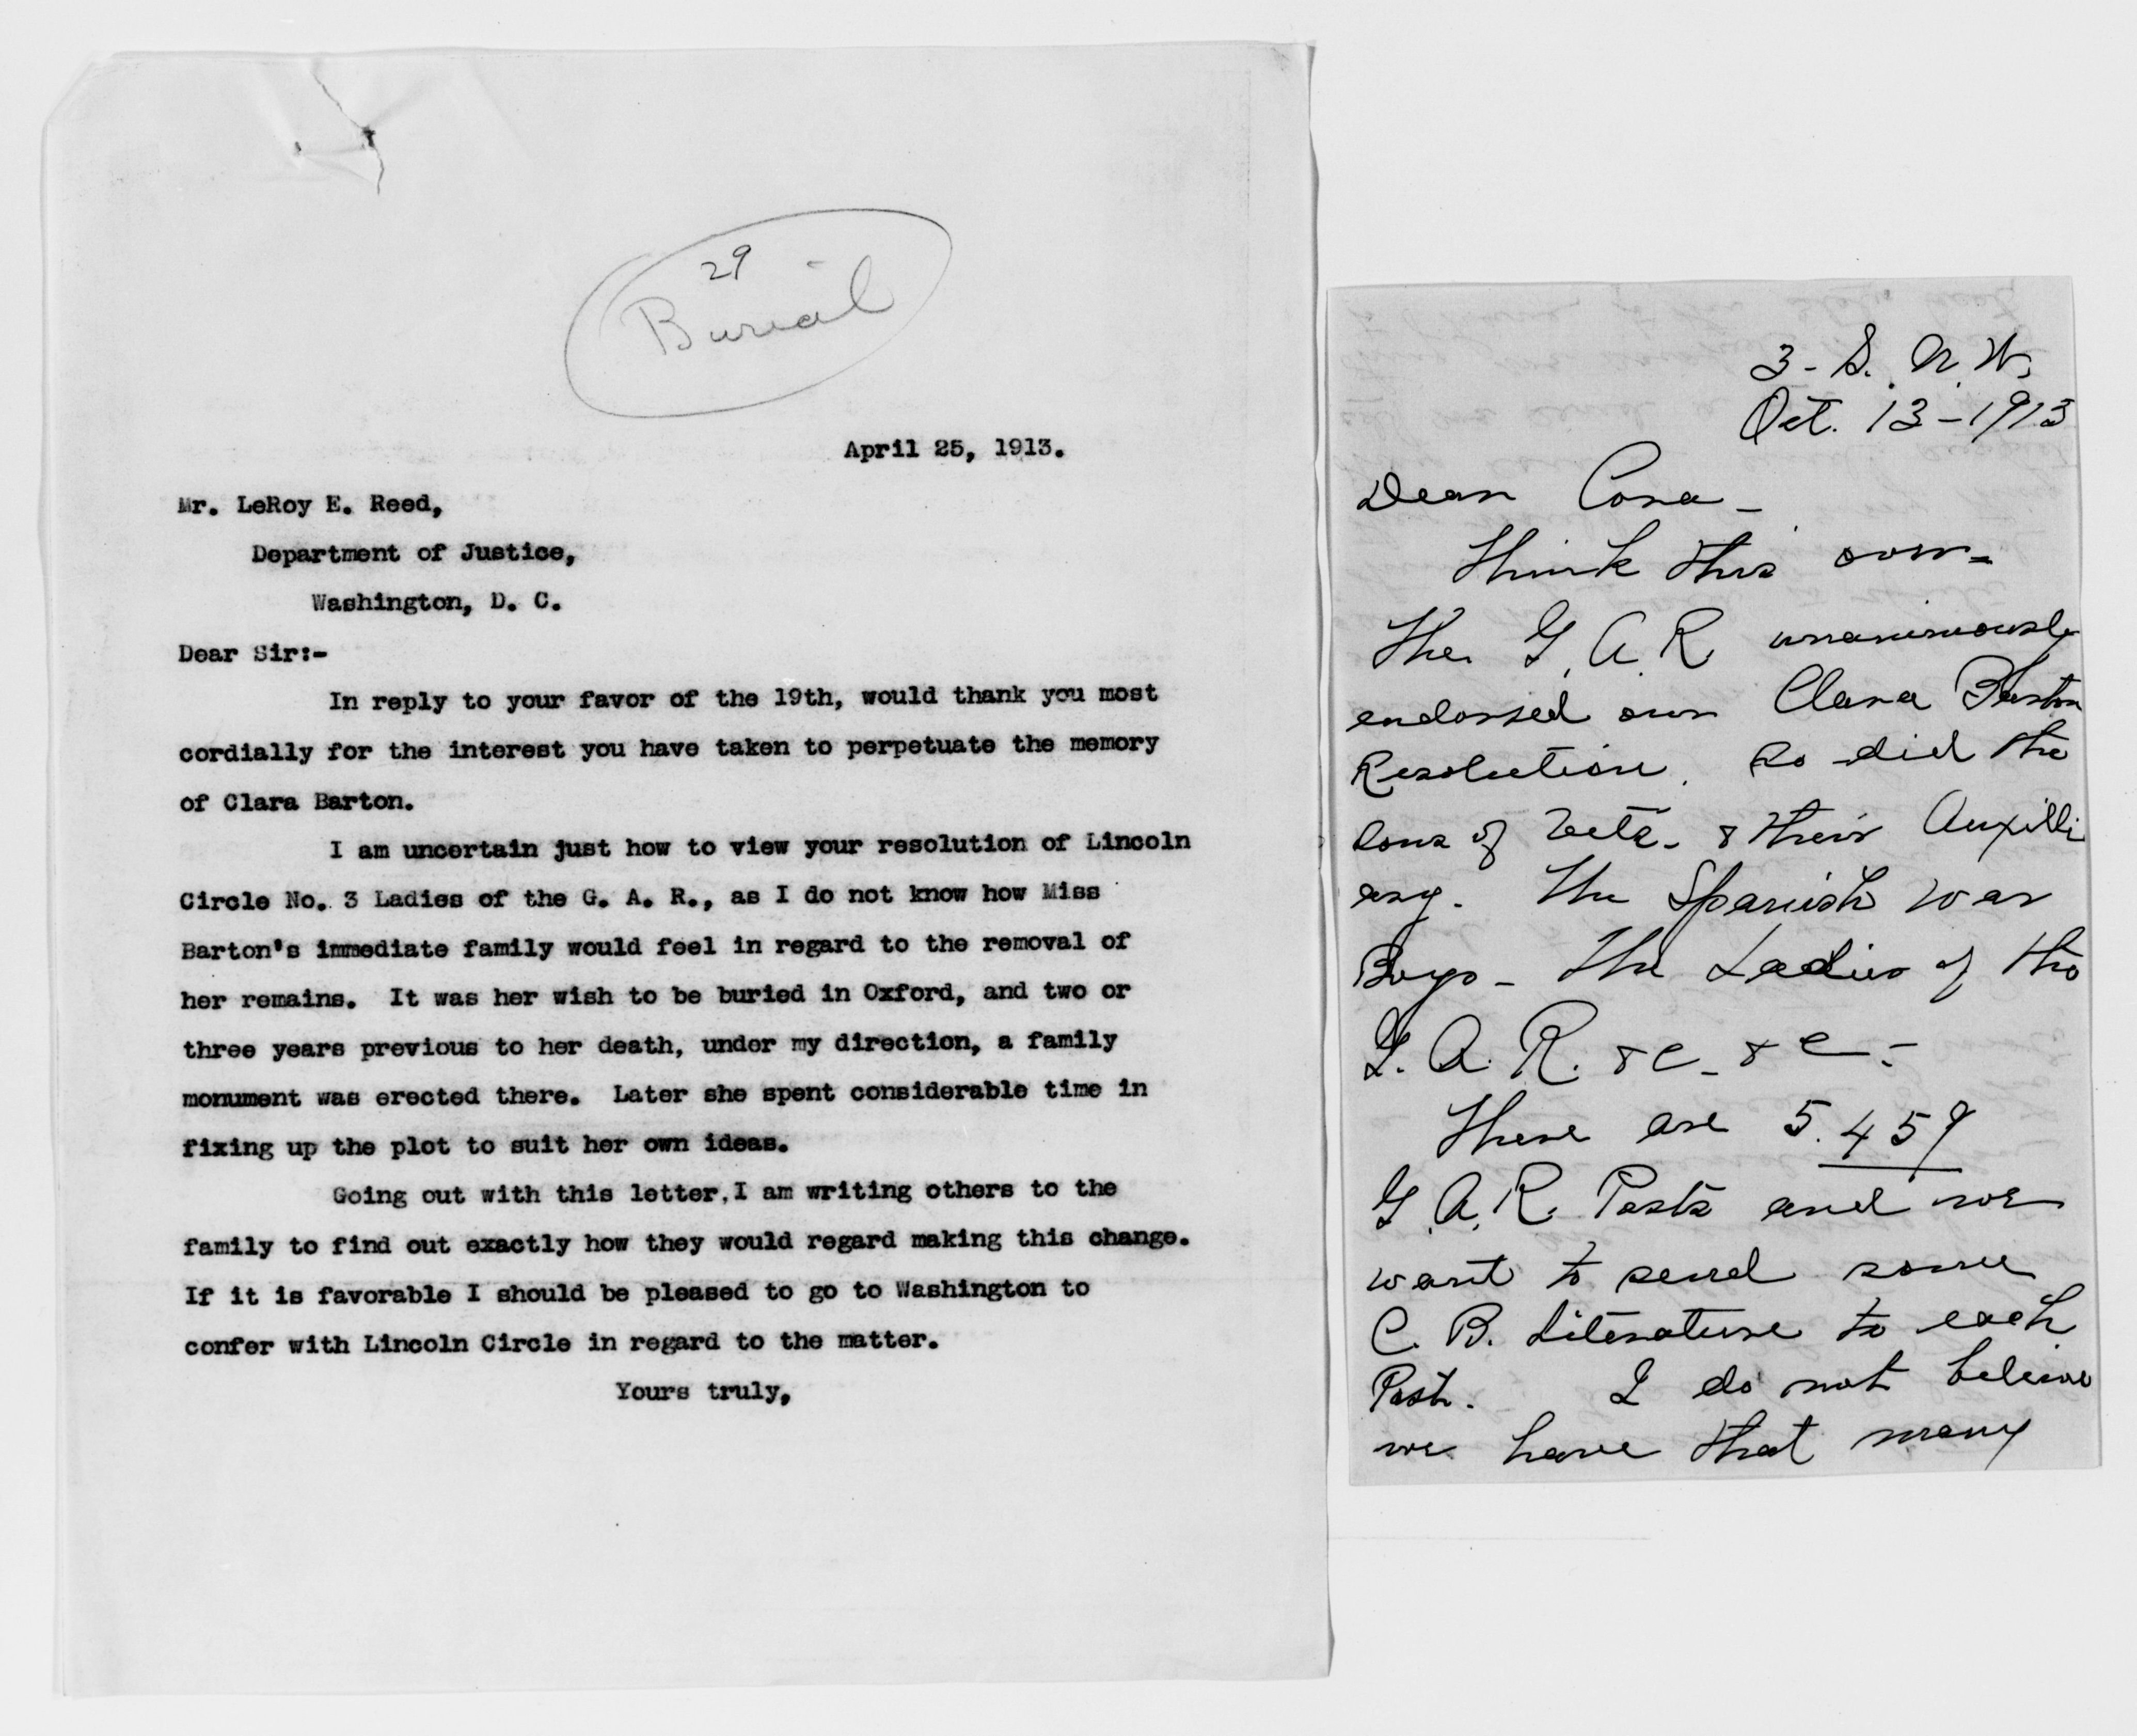 29
Burial
April 25, 1913.
Mr. LeRoy E. Reed,
Department of Justice,
Washington, D. C.
Dear Sir:-
In reply to your favor of the 19th, would thank you most
cordially for the interest you have taken to perpetuate the memory
of Clara Barton.
I am uncertain just how to view your resolution of Lincoln
Circle No. 3 Ladies of the G. A. R., as I do not know how Miss
Barton's immediate family would feel in regard to the removal of
her remains. It was her wish to be buried in Oxford, and two or
three years previous to her death, under my direction, a family
monument was erected there. Later she spent considerable time in
fixing up the plot to suit her own ideas.
Going out with this letter, I am writing others to the
family to find out exactly how they would regard making this change.
If it is favorable I should be pleased to go to Washington to
confer with Lincoln Circle in regard to the matter.
Yours truly,
3 - S. N. W.
Oct. 13 - 1913
Dear Cora -
Think this over -
The G. A. R. unanimously
endorsed our Clara Barton
Resolution. So did the
Sons of Vets. & their Auxilli
ary. The Spanish War
Boys - The Ladies of the
G. A. R. &c - &c -
There are 5.459
G. A. R. Posts and we
want to send some
C. B. Literature to each
Post. I do not believe
we have that many